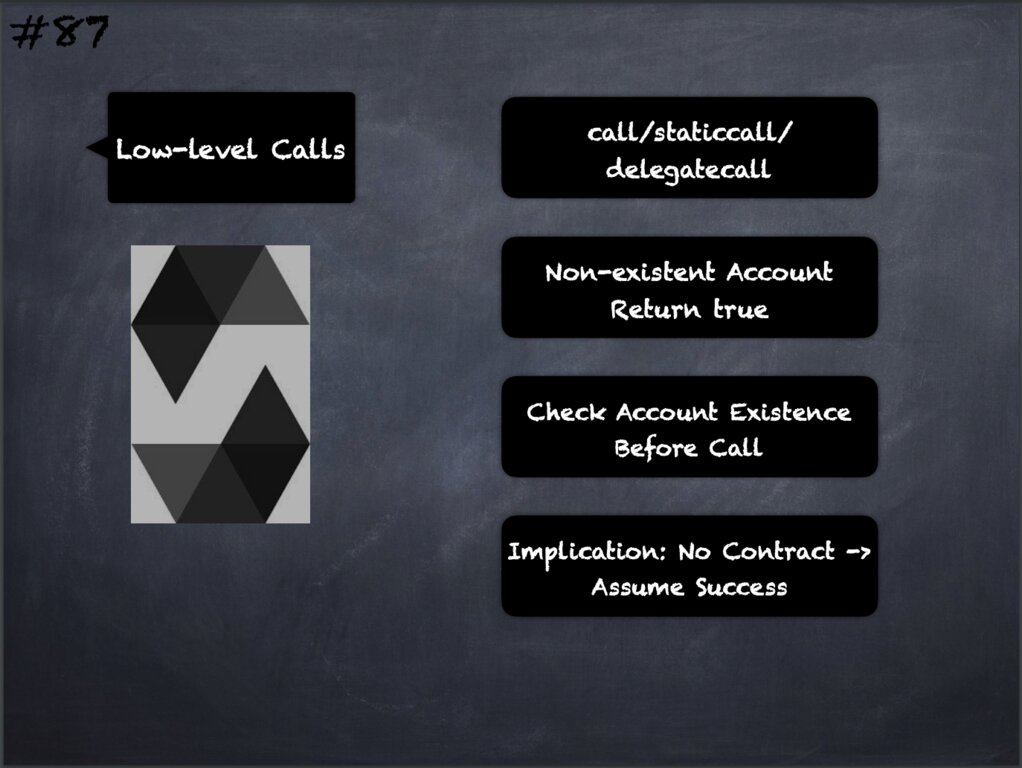 #87
Low-level Calls
call/staticcall/
delegatecall
Non-existent Account
Return true
Check Account Existence
Before Call
Implication: No Contract ->
Assume Success